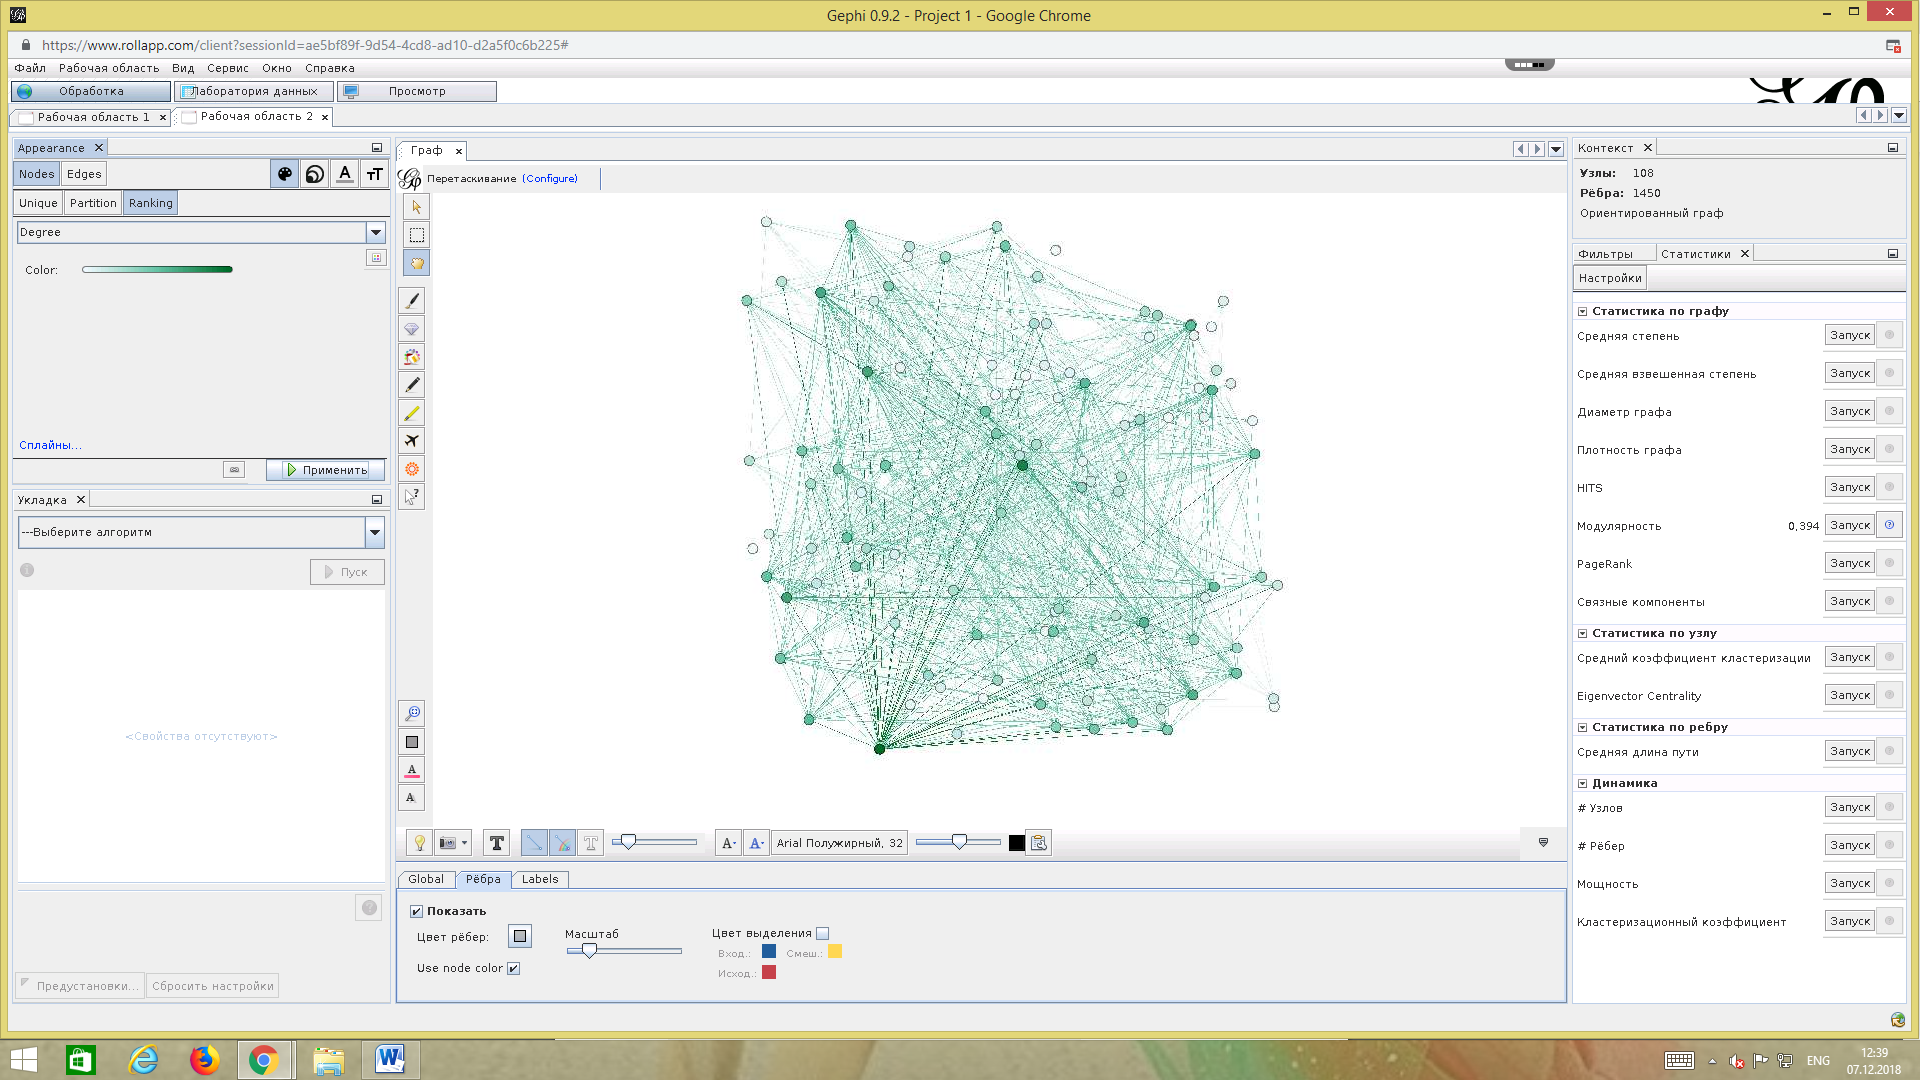 Gephi 0.9.2 - Project 1 - Google Chrome
https://www.rollapp.com/client?sessionId=ae5bf89f-9d54-4cd8-ad10-d2a5f0c6b225#
Файл Рабочая область Вид Сервис Окно Справка
Обработка Лаборатория данных Просмотр
Рабочая область 1 Рабочая область 2
Appearance
Nodes Edges
Unique Partition Ranking
Degree
Color:
Сплайны...
Применить
Укладка
---Выберите алгоритм
Пуск
<Свойства отсутствуют>
Предустановки... Сбросить настройки
Граф
Перетаскивание (Configure)
Arial Полужирный, 32
Global Рёбра Labels
Показать
Цвет рёбер:
Use node color
Масштаб
Цвет выделения
Вход.: Смеш.:
Исход.:
Контекст
Узлы: 108
Рёбра: 1450
Ориентированный граф
Фильтры Статистики
Настройки
Статистика по графу
Средняя степень Запуск
Средняя взвешенная степень Запуск
Диаметр графа Запуск
Плотность графа Запуск
HITS Запуск
Модулярность 0,394 Запуск
PageRank Запуск
Связные компоненты Запуск
Статистика по узлу
Средний коэффициент кластеризации Запуск
Eigenvector Centrality Запуск
Статистика по ребру
Средняя длина пути Запуск
Динамика
# Узлов Запуск
# Рёбер Запуск
Мощность Запуск
Кластеризационный коэффициент Запуск
ENG
12:39
07.12.2018